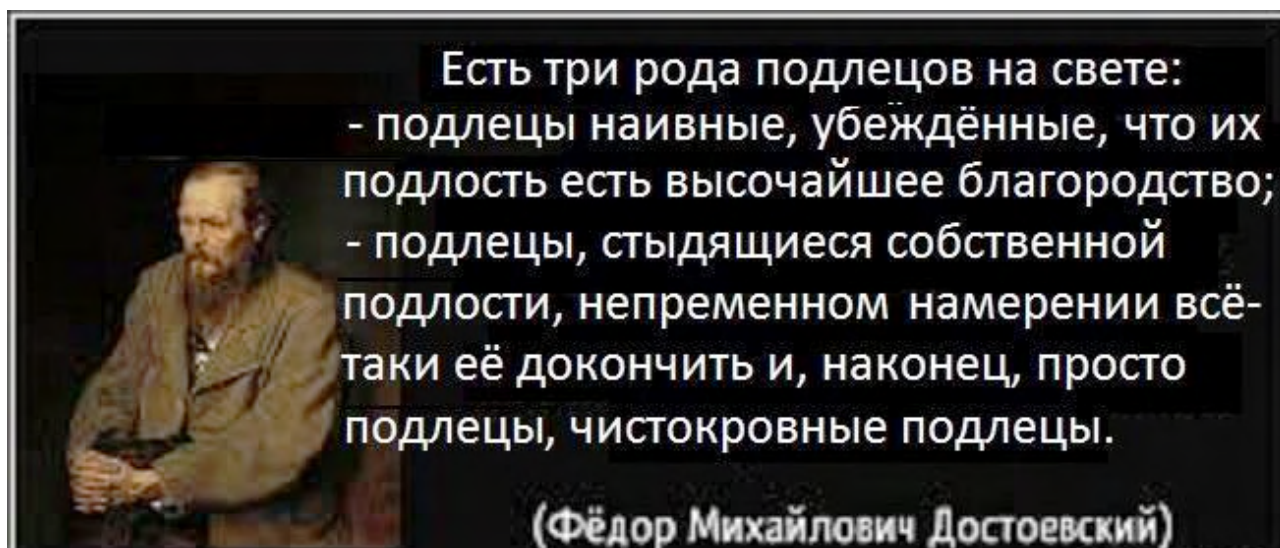 Есть три рода подлецов на свете:
- подлецы наивные, убеждённые, что их
подлость есть высочайшее благородство;
- подлецы, стыдящиеся собственной
подлости, непременном намерении всё-
таки её докончить и, наконец, просто
подлецы, чистокровные подлецы.
(Фёдор Михайлович Достоевский)